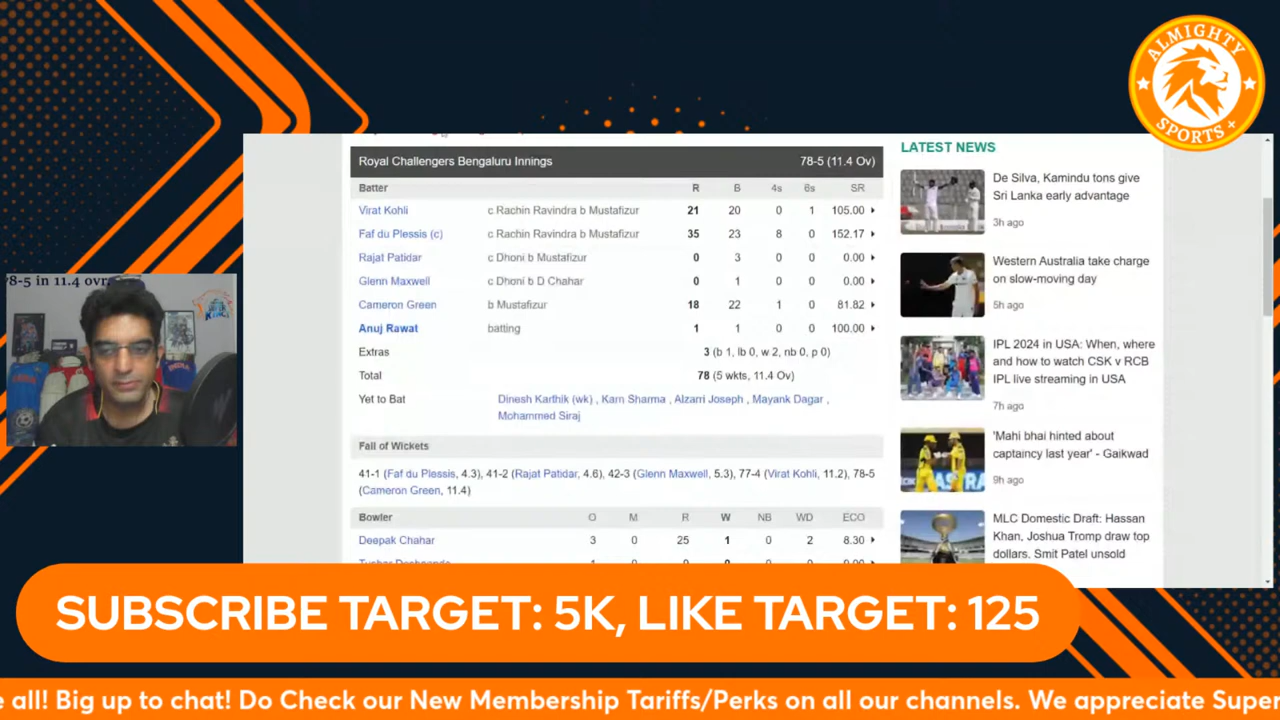 ALMIGHTY
SPORTS+
Royal Challengers Bengaluru Innings 78-5 (11.4 Ov)
Batter R B 4s 6s SR
Virat Kohli c Rachin Ravindra b Mustafizur 21 20 0 1 105.00
Faf du Plessis (c) c Rachin Ravindra b Mustafizur 35 23 8 0 152.17
Rajat Patidar c Dhoni b Mustafizur 0 3 0 0 0.00
Glenn Maxwell c Dhoni b D Chahar 0 1 0 0 0.00
Cameron Green b Mustafizur 18 22 1 0 81.82
Anuj Rawat batting 1 1 0 0 100.00
Extras 3 (b 1, lb 0, w 2, nb 0, p 0)
Total 78 (5 wkts, 11.4 Ov)
Yet to Bat Dinesh Karthik (wk) , Karn Sharma , Alzarri Joseph , Mayank Dagar ,
Mohammed Siraj
Fall of Wickets
41-1 (Faf du Plessis, 4.3), 41-2 (Rajat Patidar, 4.6), 42-3 (Glenn Maxwell, 5.3), 77-4 (Virat Kohli, 11.2), 78-5
(Cameron Green, 11.4)
Bowler O M R W NB WD ECO
Deepak Chahar 3 0 25 1 0 2 8.30
LATEST NEWS
De Silva, Kamindu tons give
Sri Lanka early advantage
3h ago
Western Australia take charge
on slow-moving day
5h ago
IPL 2024 in USA: When, where
and how to watch CSK v RCB
IPL live streaming in USA
7h ago
'Mahi bhai hinted about
captaincy last year' - Gaikwad
9h ago
MLC Domestic Draft: Hassan
Khan, Joshua Tromp draw top
dollars, Smit Patel unsold
78-5 in 11.4 ovr
SUBSCRIBE TARGET: 5K, LIKE TARGET: 125
e all! Big up to chat! Do Check our New Membership Tariffs/Perks on all our channels. We appreciate Super